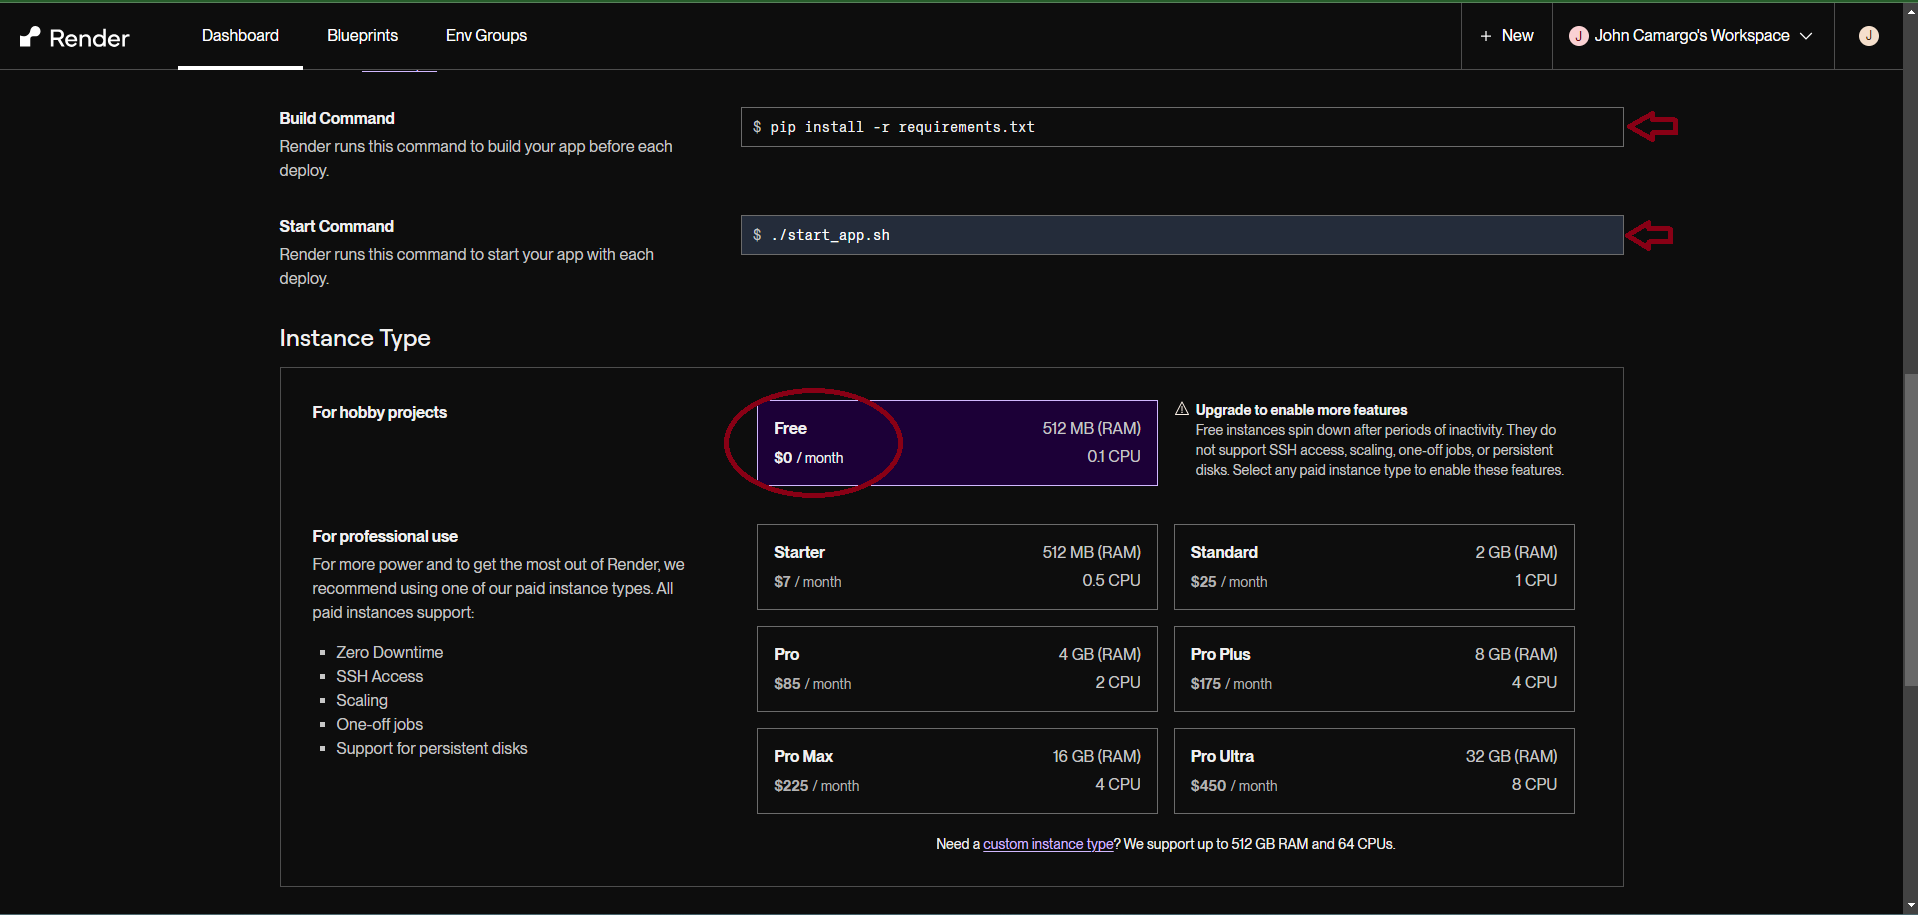 Render
Dashboard
Blueprints
Env Groups
+ New
J John Camargo's Workspace
J
Build Command
Render runs this command to build your app before each
deploy.
$ pip install -r requirements.txt
Start Command
Render runs this command to start your app with each
deploy.
$ ./start_app.sh
Instance Type
For hobby projects
Free
512 MB (RAM)
$0 / month
0.1 CPU
Upgrade to enable more features
Free instances spin down after periods of inactivity. They do
not support SSH access, scaling, one-off jobs, or persistent
disks. Select any paid instance type to enable these features.
For professional use
For more power and to get the most out of Render, we
recommend using one of our paid instance types. All
paid instances support:
Zero Downtime
SSH Access
Scaling
One-off jobs
Support for persistent disks
Starter
512 MB (RAM)
$7 / month
0.5 CPU
Standard
2 GB (RAM)
$25 / month
1 CPU
Pro
4 GB (RAM)
$85 / month
2 CPU
Pro Plus
8 GB (RAM)
$175 / month
4 CPU
Pro Max
16 GB (RAM)
$225 / month
4 CPU
Pro Ultra
32 GB (RAM)
$450 / month
8 CPU
Need a custom instance type? We support up to 512 GB RAM and 64 CPUs.